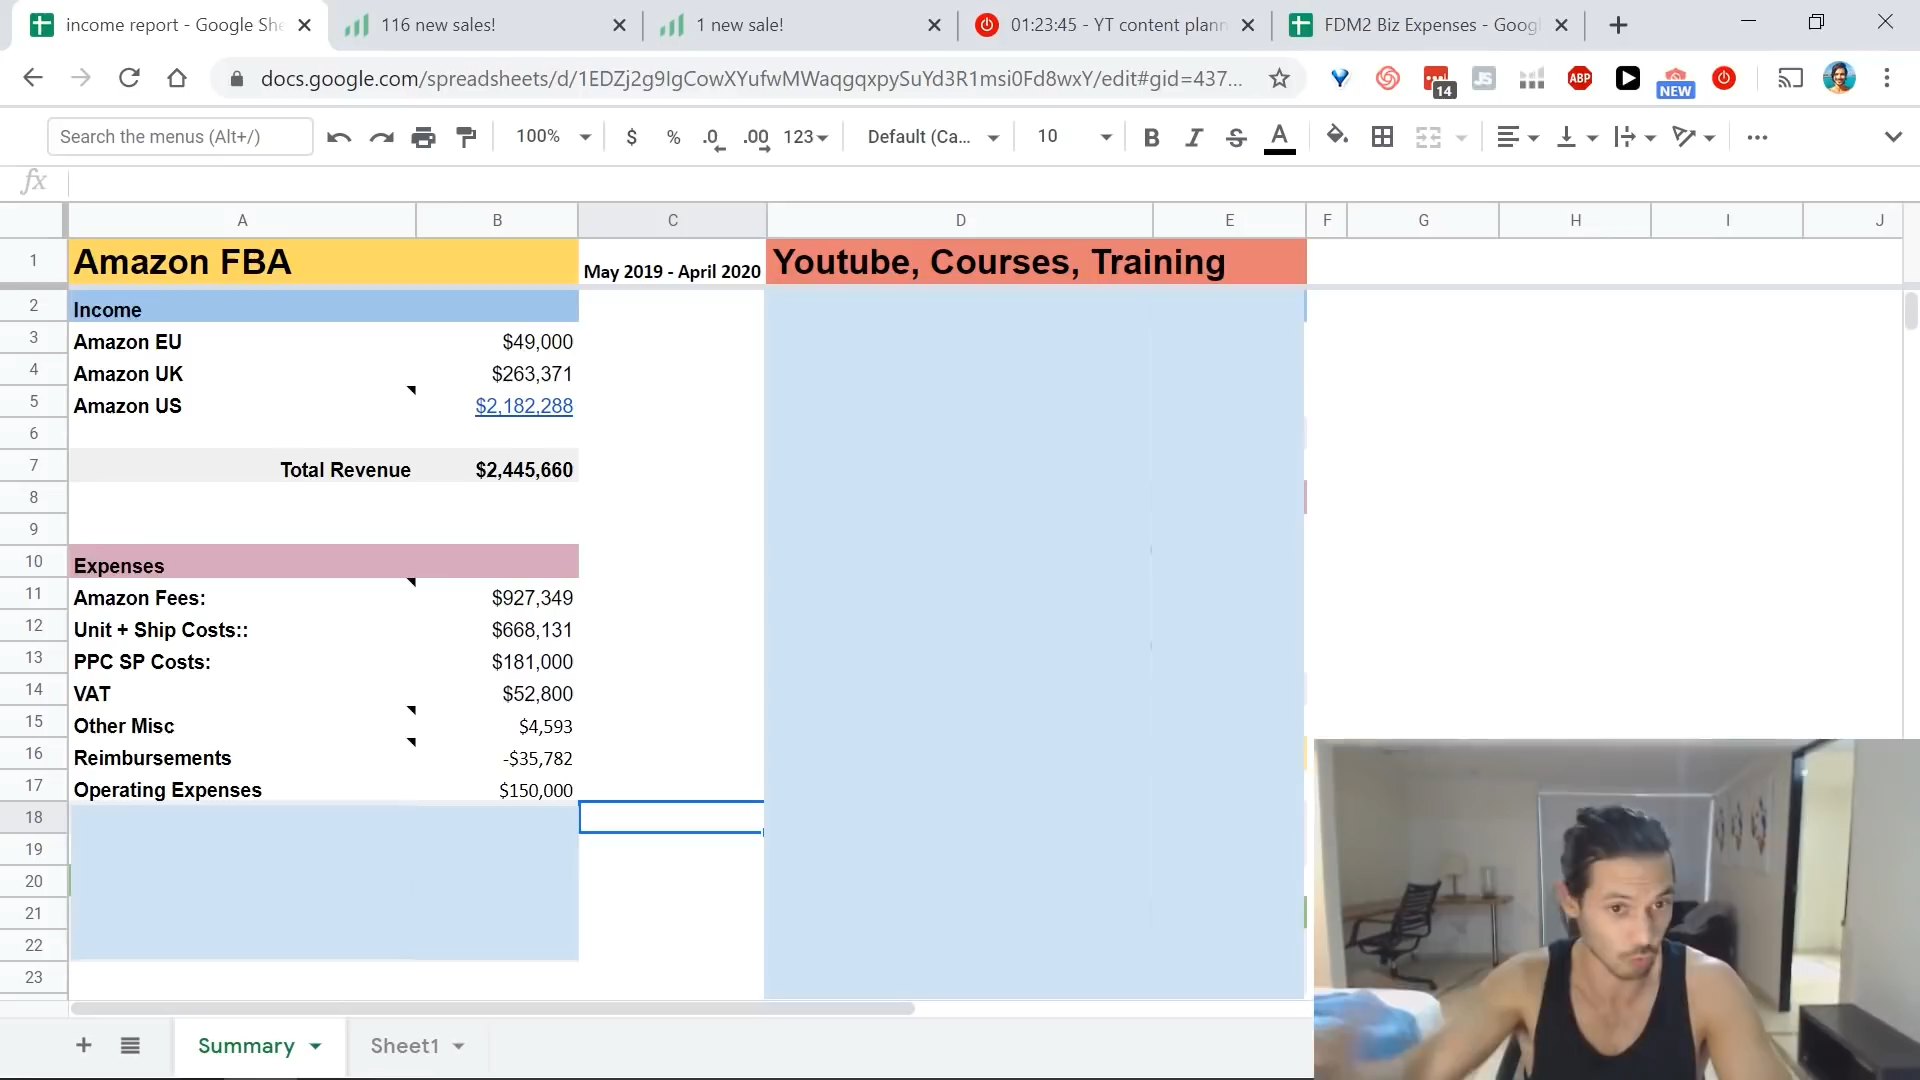 income report - Google She
116 new sales!
1 new sale!
01:23:45 - YT content plann
FDM2 Biz Expenses - Googl
docs.google.com/spreadsheets/d/1EDZj2g9IgCowXYufwMWaqgqxpySuYd3R1msi0Fd8wxY/edit#gid=437...
14
JS
ABP
NEW
Search the menus (Alt+/)
100%
$
%
.0
.00
123
Default (Ca...
10
B
I
S
A
...
fx
A B C D E F G H I J
1 Amazon FBA May 2019 - April 2020 Youtube, Courses, Training
2 Income
3 Amazon EU $49,000
4 Amazon UK $263,371
5 Amazon US $2,182,288
6
7 Total Revenue $2,445,660
8
9
10 Expenses
11 Amazon Fees: $927,349
12 Unit + Ship Costs:: $668,131
13 PPC SP Costs: $181,000
14 VAT $52,800
15 Other Misc $4,593
16 Reimbursements -$35,782
17 Operating Expenses $150,000
18
19
20
21
22
23
Summary
Sheet1